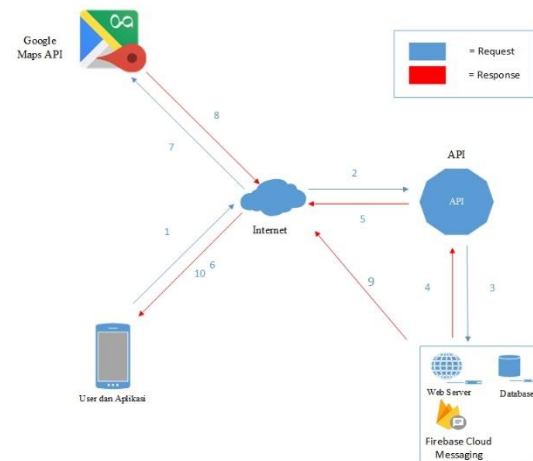 Google
Maps API
= Request
= Response
8
7
2
API
API
5
Internet
1
6
10
9
4
3
User dan Aplikasi
Web Server
Database
Firebase Cloud
Messaging